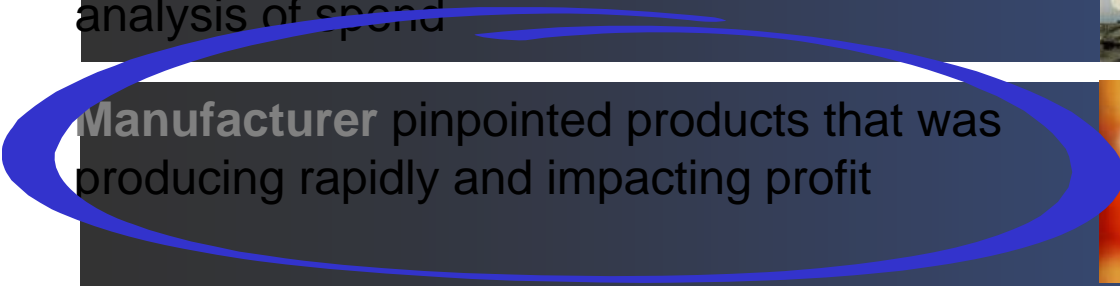 analysis of spend
Manufacturer pinpointed products that was
producing rapidly and impacting profit